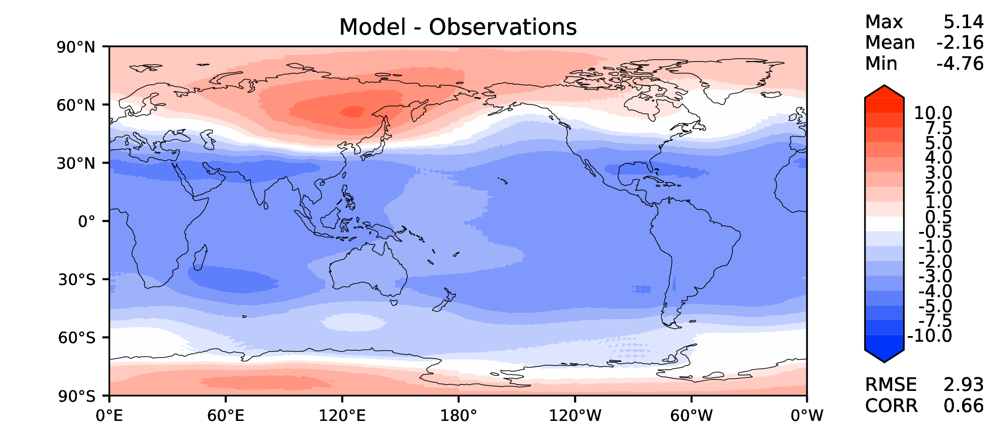 Model - Observations
Max 5.14
Mean -2.16
Min -4.76
90°N
60°N
30°N
0°
30°S
60°S
90°S
0°E 60°E 120°E 180° 120°W 60°W 0°W
10.0
7.5
5.0
4.0
3.0
2.0
1.0
0.5
-0.5
-1.0
-2.0
-3.0
-4.0
-5.0
-7.5
-10.0
RMSE 2.93
CORR 0.66